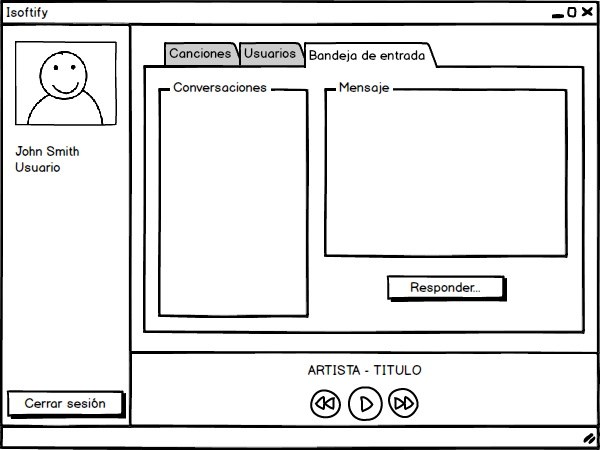 Isoftify
Canciones
Usuarios
Bandeja de entrada
John Smith
Usuario
Conversaciones
Mensaje
Responder...
ARTISTA - TITULO
Cerrar sesión